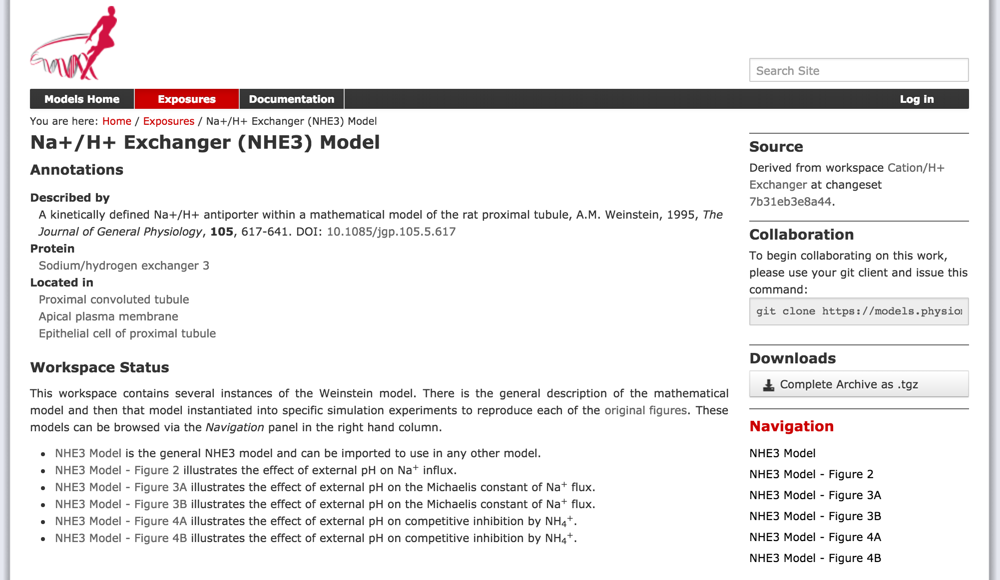 Search Site
Models Home Exposures Documentation Log in
You are here: Home / Exposures / Na+/H+ Exchanger (NHE3) Model
Na+/H+ Exchanger (NHE3) Model
Annotations
Described by
A kinetically defined Na+/H+ antiporter within a mathematical model of the rat proximal tubule, A.M. Weinstein, 1995, The
Journal of General Physiology, 105, 617-641. DOI: 10.1085/jgp.105.5.617
Protein
Sodium/hydrogen exchanger 3
Located in
Proximal convoluted tubule
Apical plasma membrane
Epithelial cell of proximal tubule
Workspace Status
This workspace contains several instances of the Weinstein model. There is the general description of the mathematical
model and then that model instantiated into specific simulation experiments to reproduce each of the original figures. These
models can be browsed via the Navigation panel in the right hand column.
• NHE3 Model is the general NHE3 model and can be imported to use in any other model.
• NHE3 Model - Figure 2 illustrates the effect of external pH on Na⁺ influx.
• NHE3 Model - Figure 3A illustrates the effect of external pH on the Michaelis constant of Na⁺ flux.
• NHE3 Model - Figure 3B illustrates the effect of external pH on the Michaelis constant of Na⁺ flux.
• NHE3 Model - Figure 4A illustrates the effect of external pH on competitive inhibition by NH₄⁺.
• NHE3 Model - Figure 4B illustrates the effect of external pH on competitive inhibition by NH₄⁺.
Source
Derived from workspace Cation/H+
Exchanger at changeset
7b31eb3e8a44.
Collaboration
To begin collaborating on this work,
please use your git client and issue this
command:
git clone https://models.physio
Downloads
Complete Archive as .tgz
Navigation
NHE3 Model
NHE3 Model - Figure 2
NHE3 Model - Figure 3A
NHE3 Model - Figure 3B
NHE3 Model - Figure 4A
NHE3 Model - Figure 4B